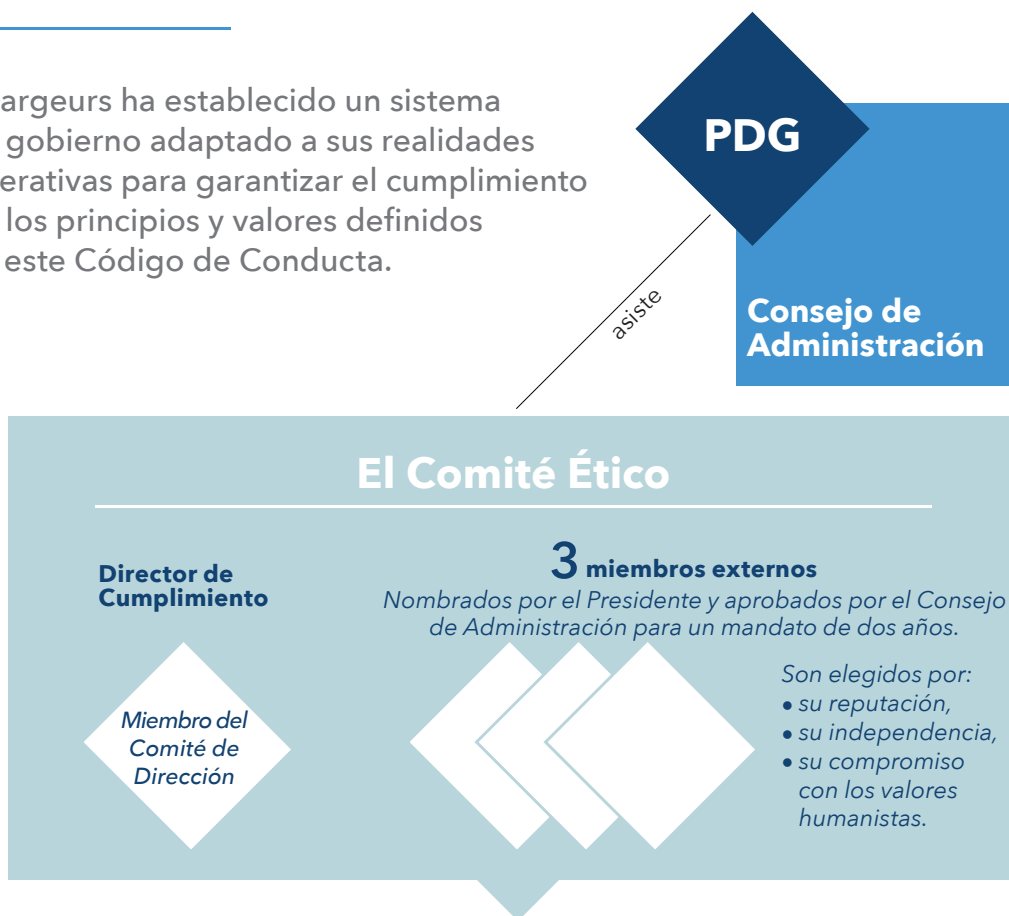 argeurs ha establecido un sistema
gobierno adaptado a sus realidades
erativas para garantizar el cumplimiento
los principios y valores definidos
este Código de Conducta.
PDG
asiste
Consejo de
Administración
El Comité Ético
Director de
Cumplimiento
3 miembros externos
Nombrados por el Presidente y aprobados por el Consejo
de Administración para un mandato de dos años.
Miembro del
Comité de
Dirección
Son elegidos por:
• su reputación,
• su independencia,
• su compromiso
con los valores
humanistas.